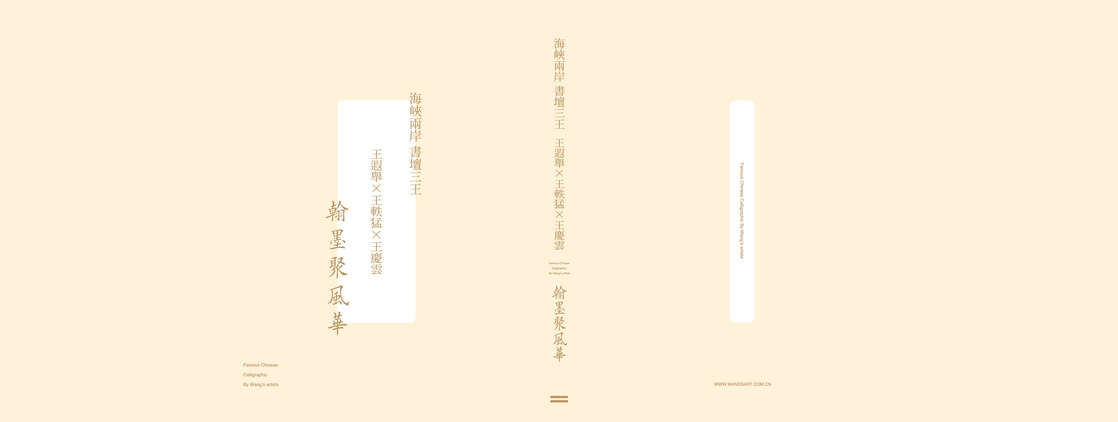 海峽兩岸 書壇三王
王遐舉×王軼猛×王慶雲
翰墨聚風華
Famous Chinese
Calligraphic
By Wang's artists
海峽兩岸 書壇三王 王遐舉×王軼猛×王慶雲
Famous Chinese
Calligraphic
By Wang's artists
翰墨聚風華
Famous Chinese Calligraphic By Wang's artists
WWW.WANGSART.COM.CN